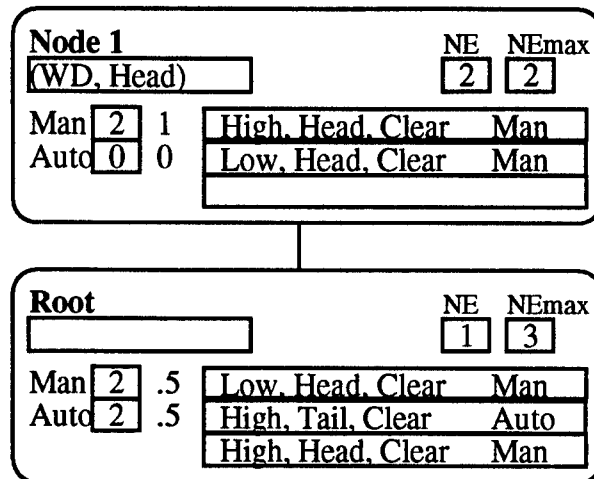 Node 1 NE NEmax
(WD, Head) 2 2
Man 2 1 High, Head, Clear Man
Auto 0 0 Low, Head, Clear Man
Root NE NEmax
1 3
Man 2 .5 Low, Head, Clear Man
Auto 2 .5 High, Tail, Clear Auto
High, Head, Clear Man